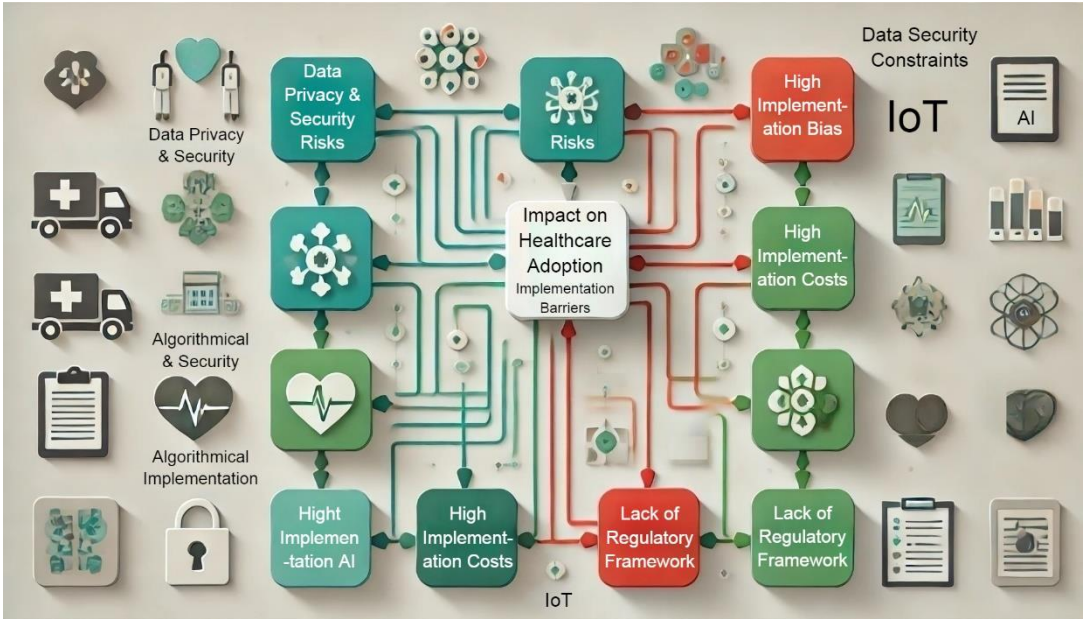 Data Security
Constraints
IoT
AI
Data
Privacy &
Security
Risks
Risks
High
Implement-
ation Bias
Data Privacy
& Security
Impact on
Healthcare
Adoption
Implementation
Barriers
High
Implement-
ation Costs
Algorithmical
& Security
Algorithmical
Implementation
Hight
Implemen
-tation AI
High
Implement-
ation Costs
Lack of
Regulatory
Framework
Lack of
Regulatory
Framework
IoT